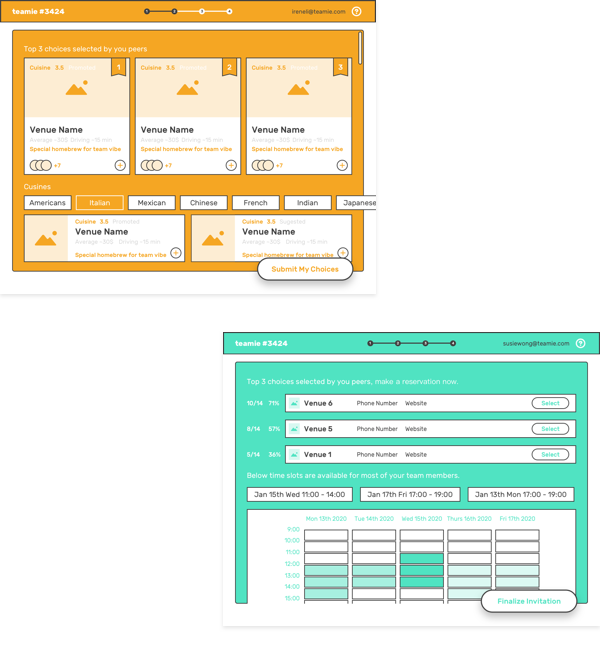 teamie #3424
irenell@teamie.com ?
Top 3 choices selected by you peers
Cuisine 3.5 1
Cuisine 3.5 2
Cuisine 3.5 3
Venue Name Venue Name Venue Name
Average ~30$ Driving ~15 min Average ~30$ Driving ~15 min Average ~30$ Driving ~15 min
Special homebrew for team vibe Special homebrew for team vibe Special homebrew for team vibe
+7 + +7 + +7 +
Cusines
Americans Italian Mexican Chinese French Indian Japanese
Cuisine 3.5 Promoted Cuisine 3.5 Sugested
Venue Name Venue Name
Average ~30$ Driving ~15 min Average ~30$ Driving ~15 min
Special homebrew for team vibe + Special homebrew for team vibe +
Submit My Choices
teamie #3424
susiewong@teamie.com ?
Top 3 choices selected by you peers, make a reservation now.
10/14 71% Venue 6 Phone Number Website Select
8/14 57% Venue 5 Phone Number Website Select
5/14 36% Venue 1 Phone Number Website Select
Below time slots are available for most of your team members.
Jan 15th Wed 11:00 - 14:00 Jan 17th Fri 17:00 - 19:00 Jan 13th Mon 17:00 - 19:00
Mon 13th 2020 Tue 14th 2020 Wed 15th 2020 Thurs 16th 2020 Fri 17th 2020
9:00
10:00
11:00
12:00
13:00
14:00
15:00
Finalize Invitation